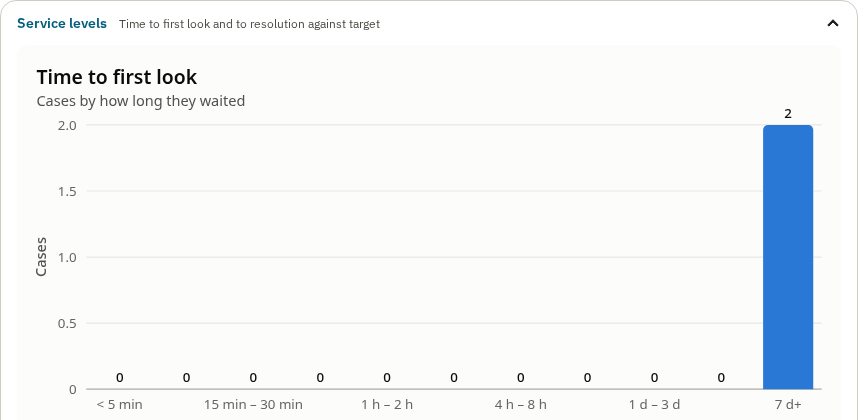 Service levels Time to first look and to resolution against target
Time to first look
Cases by how long they waited
2
2.0
1.5
1.0
0.5
0
Cases
0 0 0 0 0 0 0 0 0 0
< 5 min 15 min – 30 min 1 h – 2 h 4 h – 8 h 1 d – 3 d 7 d+